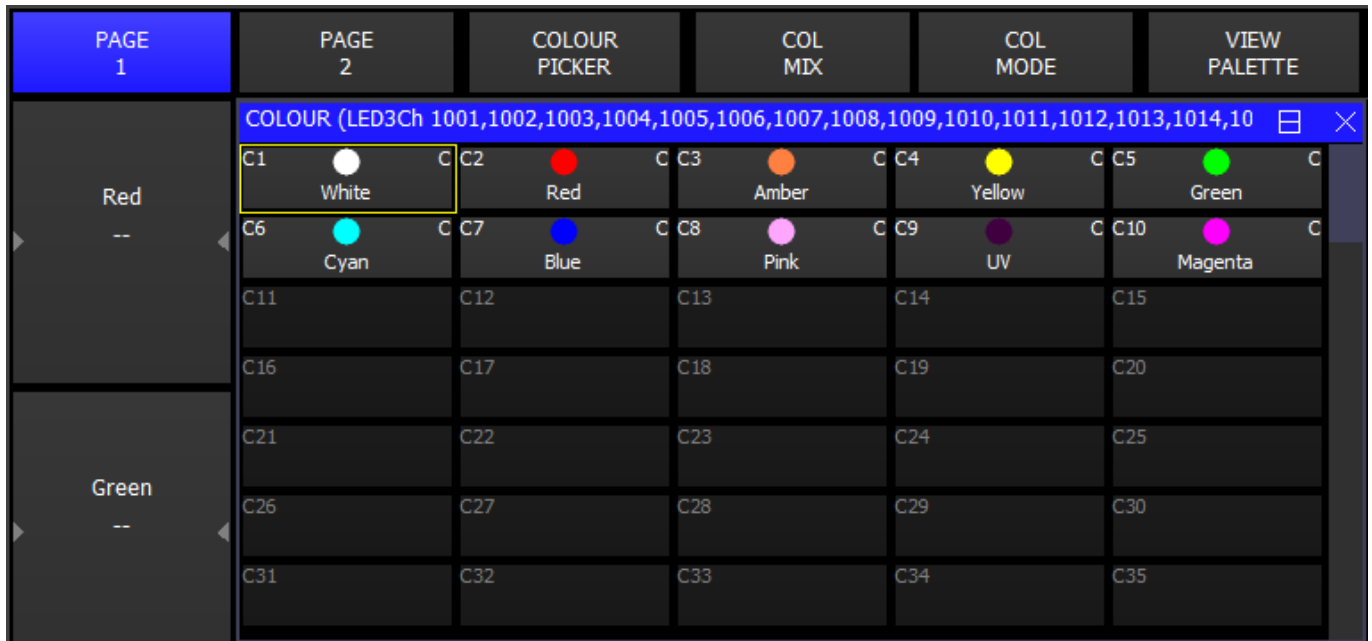 PAGE 1
PAGE 2
COLOUR PICKER
COL MIX
COL MODE
VIEW PALETTE
Red
--
Green
--
COLOUR (LED3Ch 1001,1002,1003,1004,1005,1006,1007,1008,1009,1010,1011,1012,1013,1014,10
C1 C White
C2 C Red
C3 C Amber
C4 C Yellow
C5 C Green
C6 C Cyan
C7 C Blue
C8 C Pink
C9 C UV
C10 C Magenta
C11 C12 C13 C14 C15
C16 C17 C18 C19 C20
C21 C22 C23 C24 C25
C26 C27 C28 C29 C30
C31 C32 C33 C34 C35